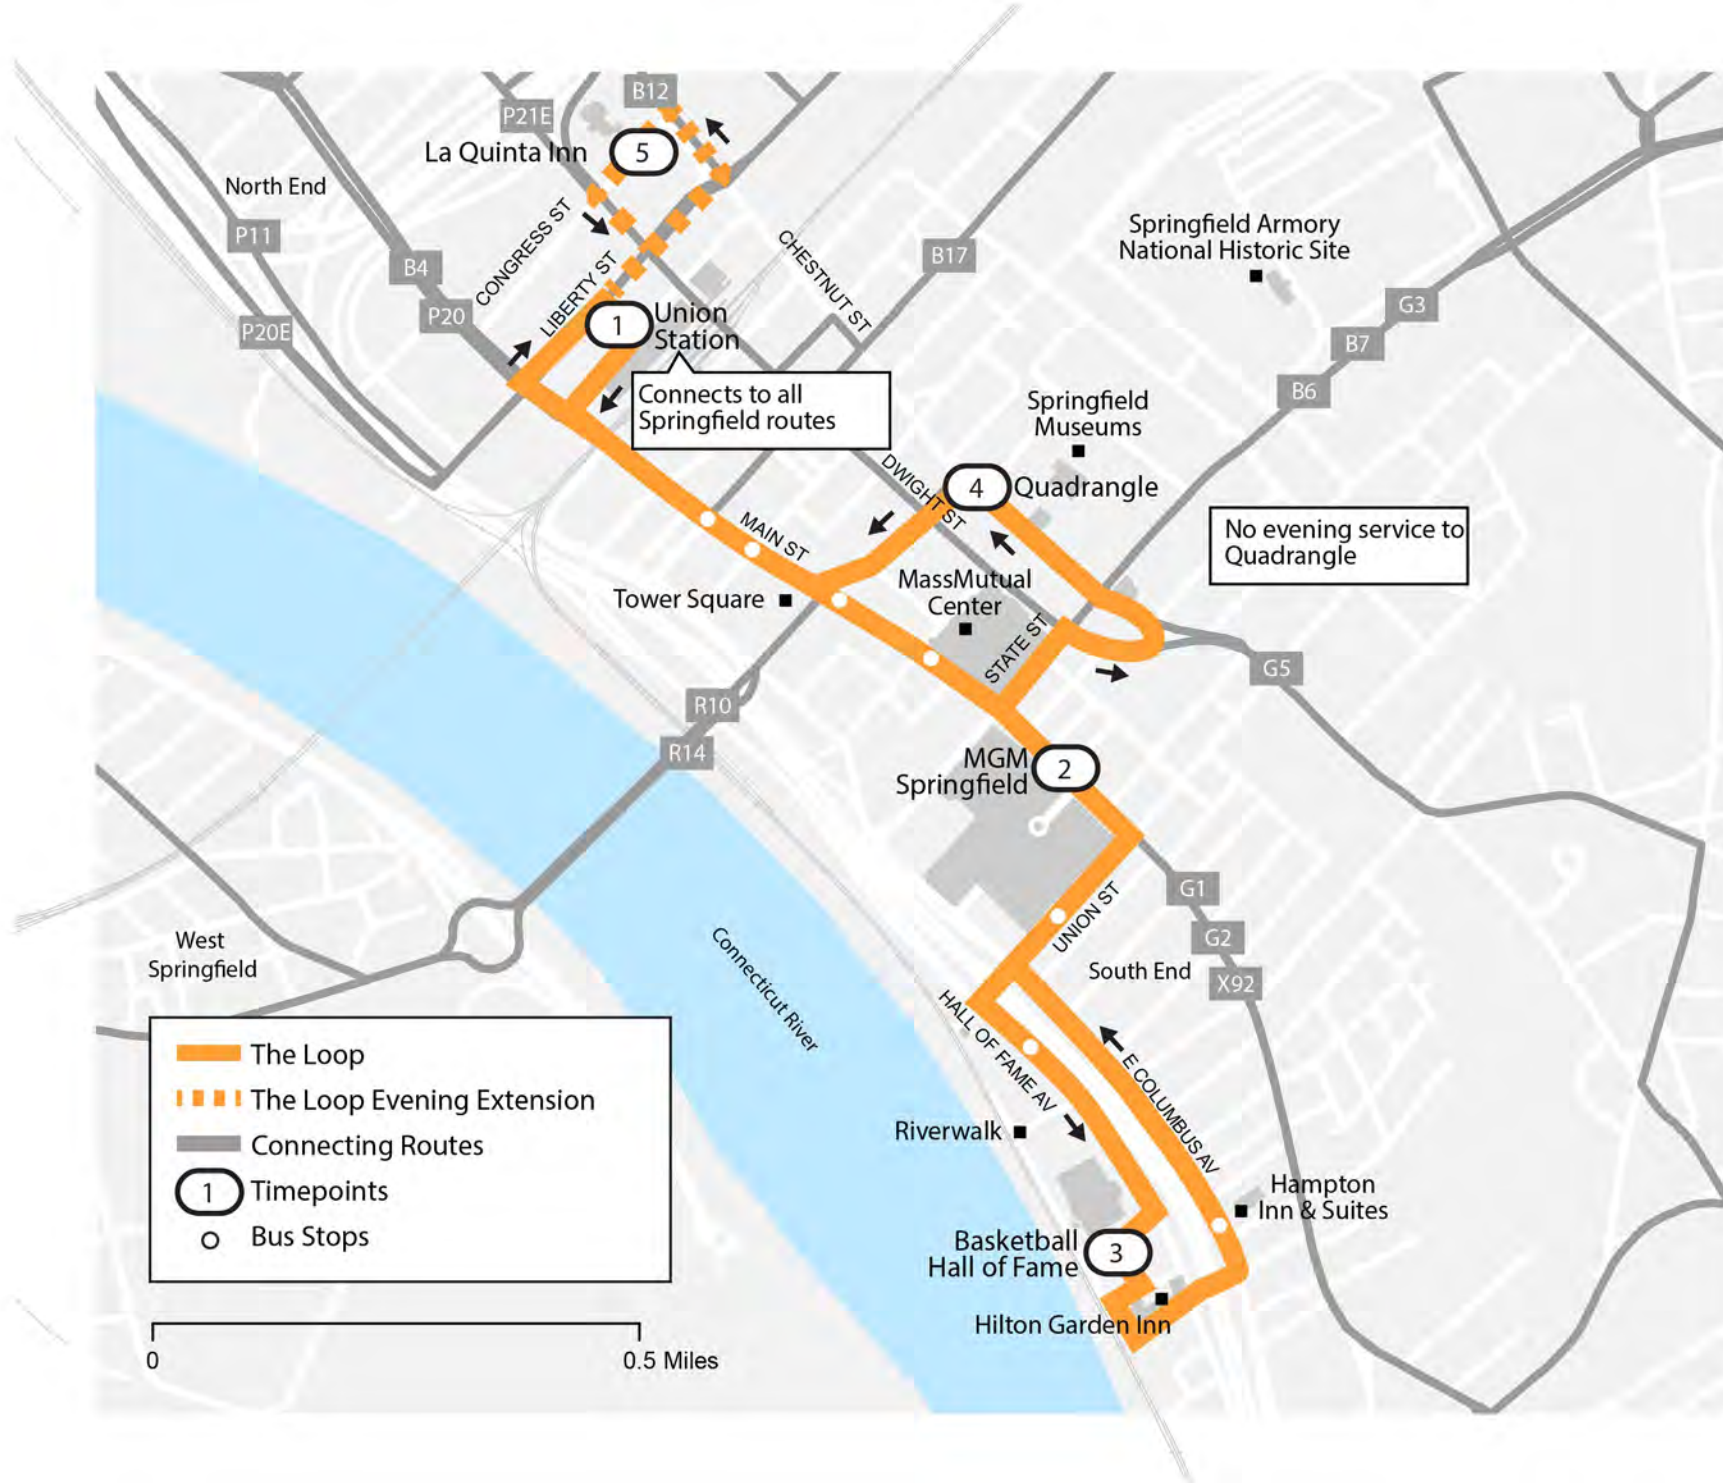 B12
P21E
La Quinta Inn
5
North End
P11
B4
P20
P20E
CONGRESS ST
LIBERTY ST
CHESTNUT ST
B17
Springfield Armory
National Historic Site
G3
B7
B6
1
Union
Station
Connects to all
Springfield routes
Springfield
Museums
DWIGHT ST
4
Quadrangle
No evening service to
Quadrangle
MAIN ST
Tower Square
MassMutual
Center
STATE ST
G5
R10
R14
MGM
Springfield
2
UNION ST
G1
G2
X92
South End
West
Springfield
Connecticut River
HALL OF FAME AV
E COLUMBUS AV
Riverwalk
Hampton
Inn & Suites
Basketball
Hall of Fame
3
Hilton Garden Inn
The Loop
The Loop Evening Extension
Connecting Routes
1
Timepoints
Bus Stops
0
0.5 Miles